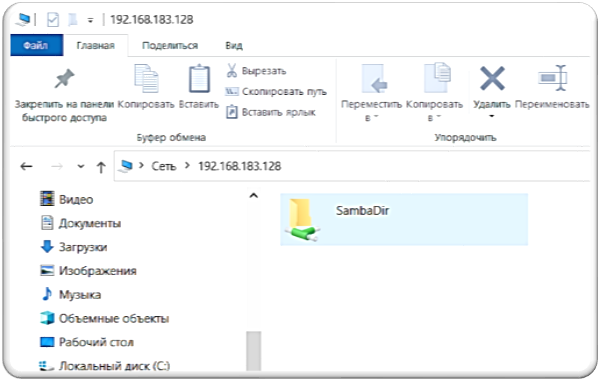 192.168.183.128
Файл Главная Поделиться Вид
Закрепить на панели быстрого доступа
Копировать
Вставить
Вырезать
Скопировать путь
Вставить ярлык
Переместить в
Копировать в
Удалить
Переименовать
Буфер обмена
Упорядочить
Сеть 192.168.183.128
Видео
Документы
Загрузки
Изображения
Музыка
Объемные объекты
Рабочий стол
Локальный диск (C:)
SambaDir